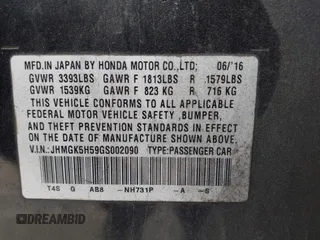 MFD. IN JAPAN BY HONDA MOTOR CO.,LTD; 06/'16
GVWR 3393LBS GAWR F 1813LBS R 1579LBS
GVWR 1539KG GAWR F 823 KG R 716 KG
THIS VEHICLE CONFORMS TO ALL APPLICABLE
FEDERAL MOTOR VEHICLE SAFETY ,BUMPER,
AND THEFT PREVENTION STANDARDS IN
EFFECT ON THE DATE OF MANUFACTURE
SHOWN ABOVE.
V.I.N.: JHMGK5H59GS002090 TYPE:PASSENGER CAR
T4S G AB8 -NH731P -A -B
DREAMBID